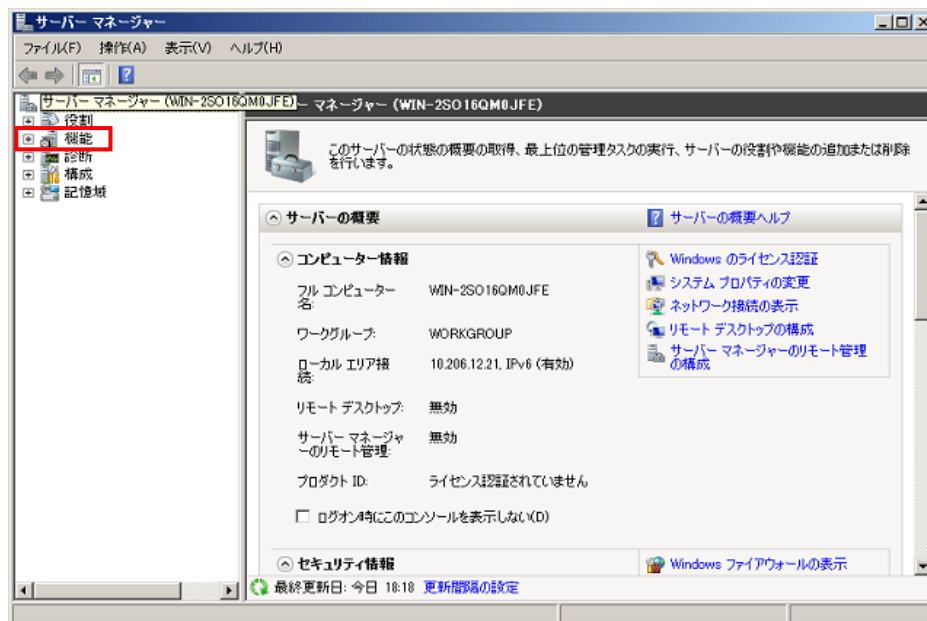 サーバー マネージャー
ファイル(F) 操作(A) 表示(V) ヘルプ(H)
サーバー マネージャー (WIN-2SO16QM0JFE)
ー マネージャー (WIN-2SO16QM0JFE)
役割
機能
診断
構成
記憶域
このサーバーの状態の概要の取得、最上位の管理タスクの実行、サーバーの役割や機能の追加または削除
を行います。
サーバーの概要
サーバーの概要ヘルプ
コンピューター情報
フル コンピューター
名:
WIN-2SO16QM0JFE
ワークグループ:
WORKGROUP
ローカル エリア接
続:
10.206.12.21, IPv6 (有効)
リモート デスクトップ:
無効
サーバー マネージャ
ーのリモート管理:
無効
プロダクト ID:
ライセンス認証されていません
ログオン時にこのコンソールを表示しない(D)
Windows のライセンス認証
システム プロパティの変更
ネットワーク接続の表示
リモート デスクトップの構成
サーバー マネージャーのリモート管理
の構成
セキュリティ情報
Windows ファイアウォールの表示
最終更新日: 今日 18:18 更新間隔の設定